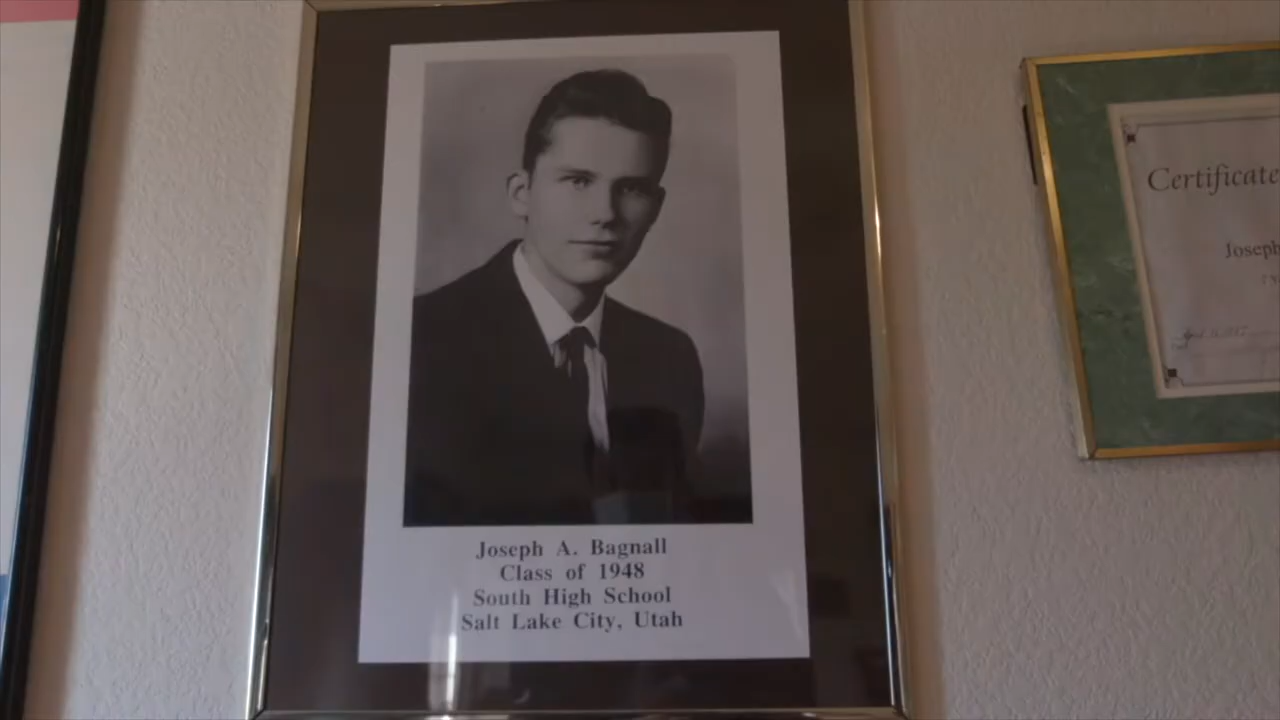 Joseph A. Bagnall
Class of 1948
South High School
Salt Lake City, Utah
Certificate
Joseph